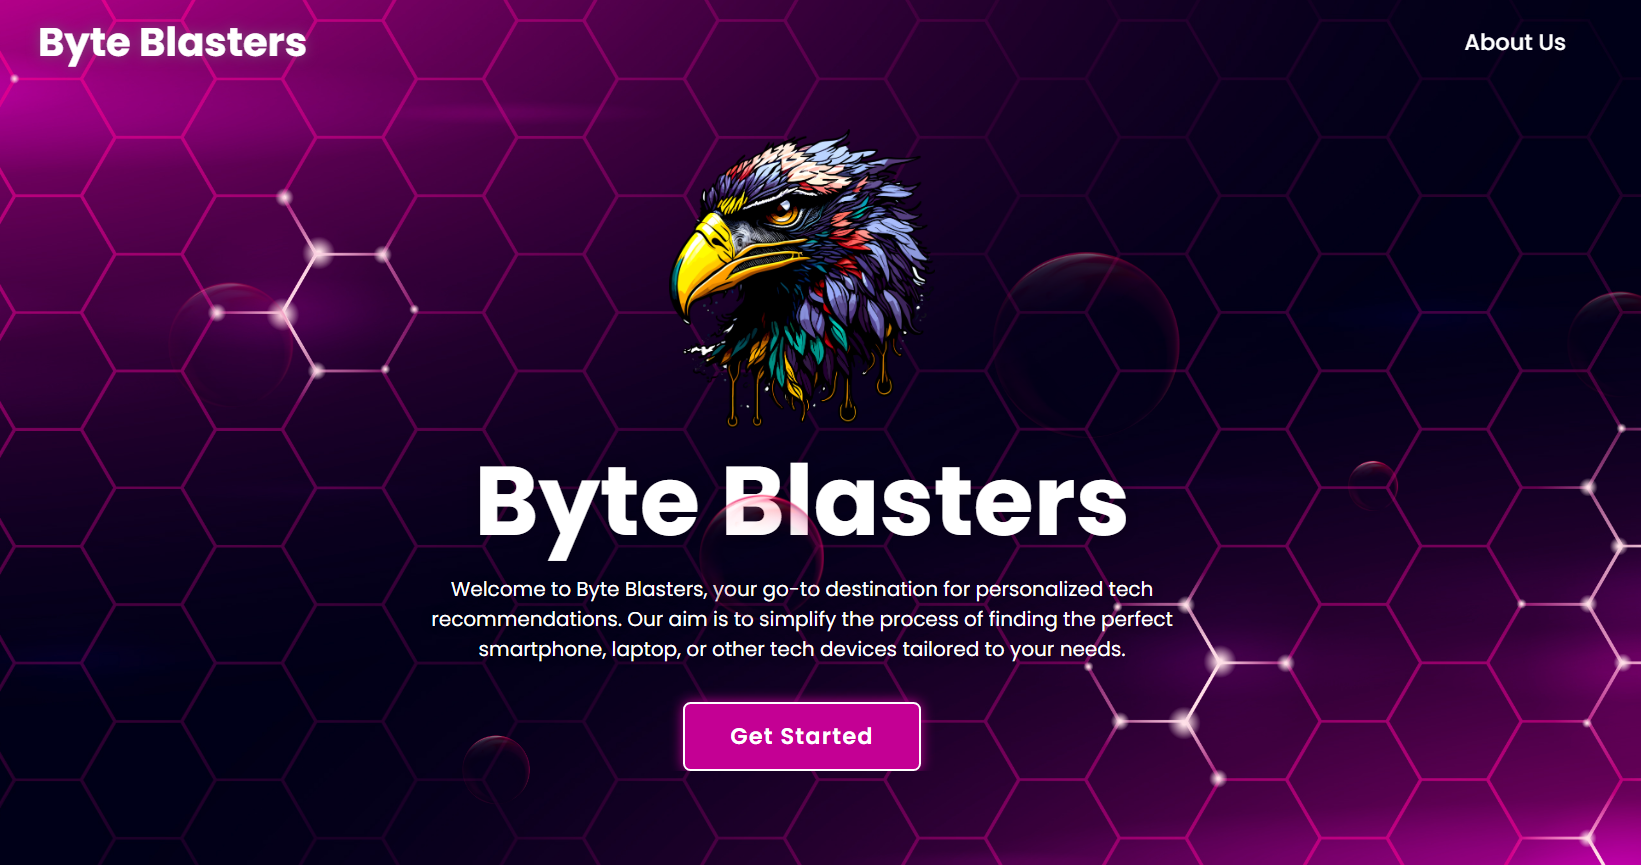 Byte Blasters
About Us
Byte Blasters
Welcome to Byte Blasters, your go-to destination for personalized tech
recommendations. Our aim is to simplify the process of finding the perfect
smartphone, laptop, or other tech devices tailored to your needs.
Get Started